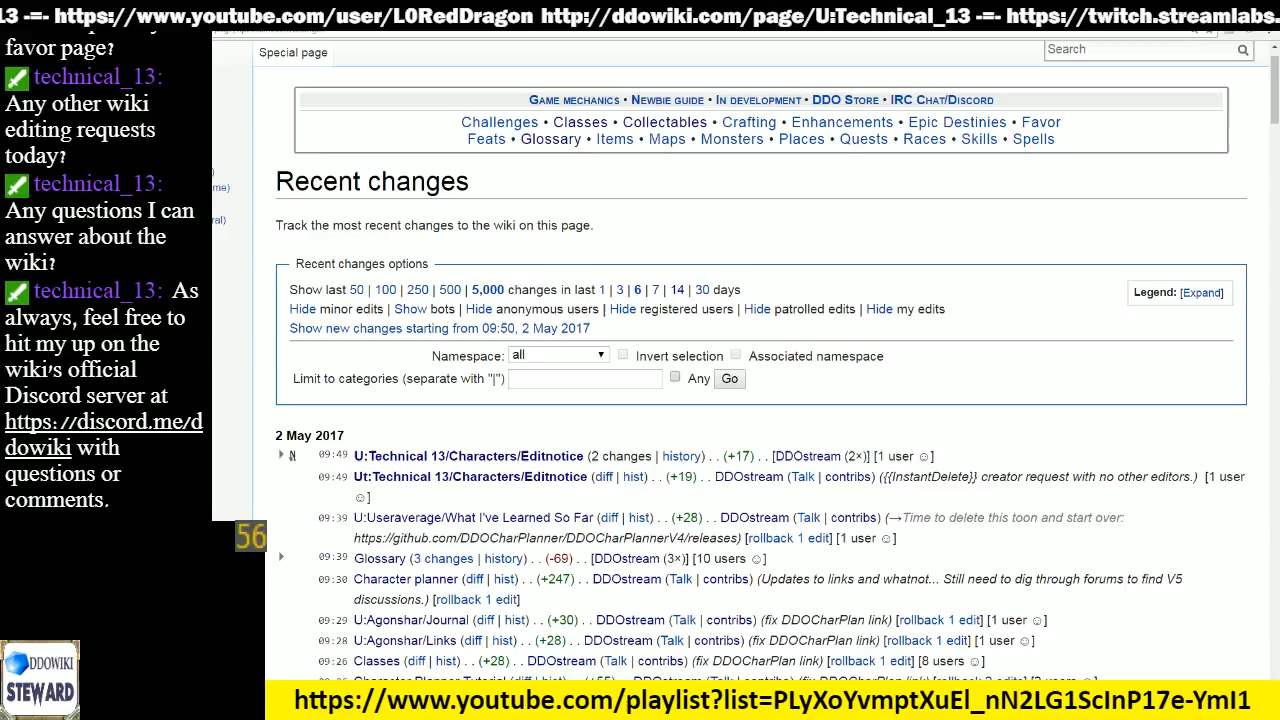 13 -=- https://www.youtube.com/user/L0RedDragon http://ddowiki.com/page/U:Technical_13 -=- https://twitch.streamlabs.
favor page?
technical_13:
Any other wiki
editing requests
today?
technical_13:
Any questions I can
answer about the
wiki?
technical_13: As
always, feel free to
hit my up on the
wiki's official
Discord server at
https://discord.me/d
dowiki with
questions or
comments.
56
DDOWIKI
STEWARD
Special page
Search
Game mechanics • Newbie guide • In development • DDO Store • IRC Chat/Discord
Challenges • Classes • Collectables • Crafting • Enhancements • Epic Destinies • Favor
Feats • Glossary • Items • Maps • Monsters • Places • Quests • Races • Skills • Spells
Recent changes
Track the most recent changes to the wiki on this page.
Recent changes options
Show last 50 | 100 | 250 | 500 | 5,000 changes in last 1 | 3 | 6 | 7 | 14 | 30 days
Legend: [Expand]
Hide minor edits | Show bots | Hide anonymous users | Hide registered users | Hide patrolled edits | Hide my edits
Show new changes starting from 09:50, 2 May 2017
Namespace: all Invert selection Associated namespace
Limit to categories (separate with "|") Any Go
2 May 2017
N 09:49 U:Technical 13/Characters/Editnotice (2 changes | history) . . (+17) . . [DDOstream (2×)] [1 user ☺]
09:49 Ut:Technical 13/Characters/Editnotice (diff | hist) . . (+19) . . DDOstream (Talk | contribs) ({{InstantDelete}} creator request with no other editors.) [1 user
☺]
09:39 U:Useraverage/What I've Learned So Far (diff | hist) . . (+28) . . DDOstream (Talk | contribs) (→Time to delete this toon and start over:
https://github.com/DDOCharPlanner/DDOCharPlannerV4/releases) [rollback 1 edit] [1 user ☺]
09:39 Glossary (3 changes | history) . . (-69) . . [DDOstream (3×)] [10 users ☺]
09:30 Character planner (diff | hist) . . (+247) . . DDOstream (Talk | contribs) (Updates to links and whatnot... Still need to dig through forums to find V5
discussions.) [rollback 1 edit]
09:29 U:Agonshar/Journal (diff | hist) . . (+30) . . DDOstream (Talk | contribs) (fix DDOCharPlan link) [rollback 1 edit] [1 user ☺]
09:28 U:Agonshar/Links (diff | hist) . . (+28) . . DDOstream (Talk | contribs) (fix DDOCharPlan link) [rollback 1 edit] [1 user ☺]
09:26 Classes (diff | hist) . . (+28) . . DDOstream (Talk | contribs) (fix DDOCharPlan link) [rollback 1 edit] [8 users ☺]
https://www.youtube.com/playlist?list=PLyXoYvmptXuEl_nN2LG1ScInP17e-YmI1